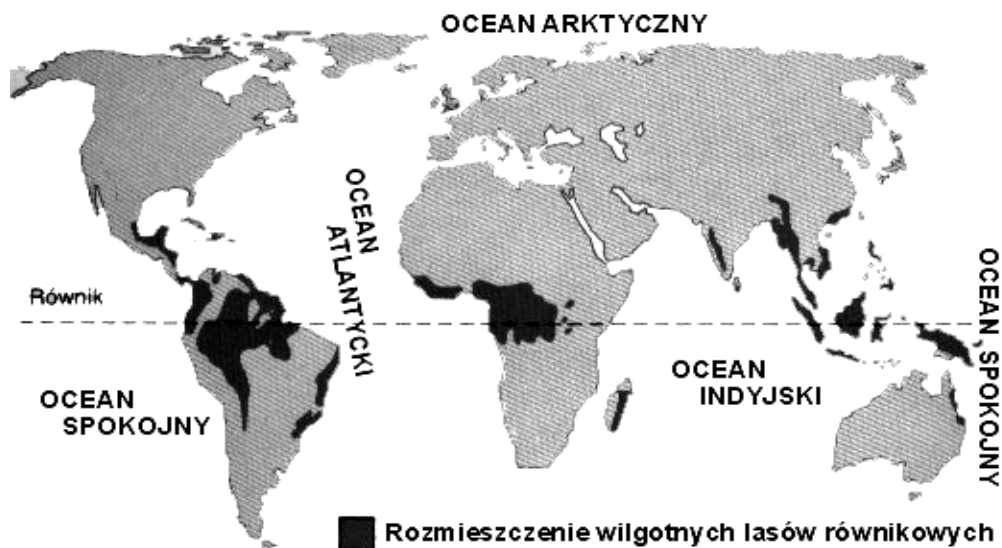 OCEAN ARKTYCZNY
OCEAN
ATLANTYCKI
Równik
OCEAN
SPOKOJNY
OCEAN
INDYJSKI
OCEAN SPOKOJNY
Rozmieszczenie wilgotnych lasów równikowych